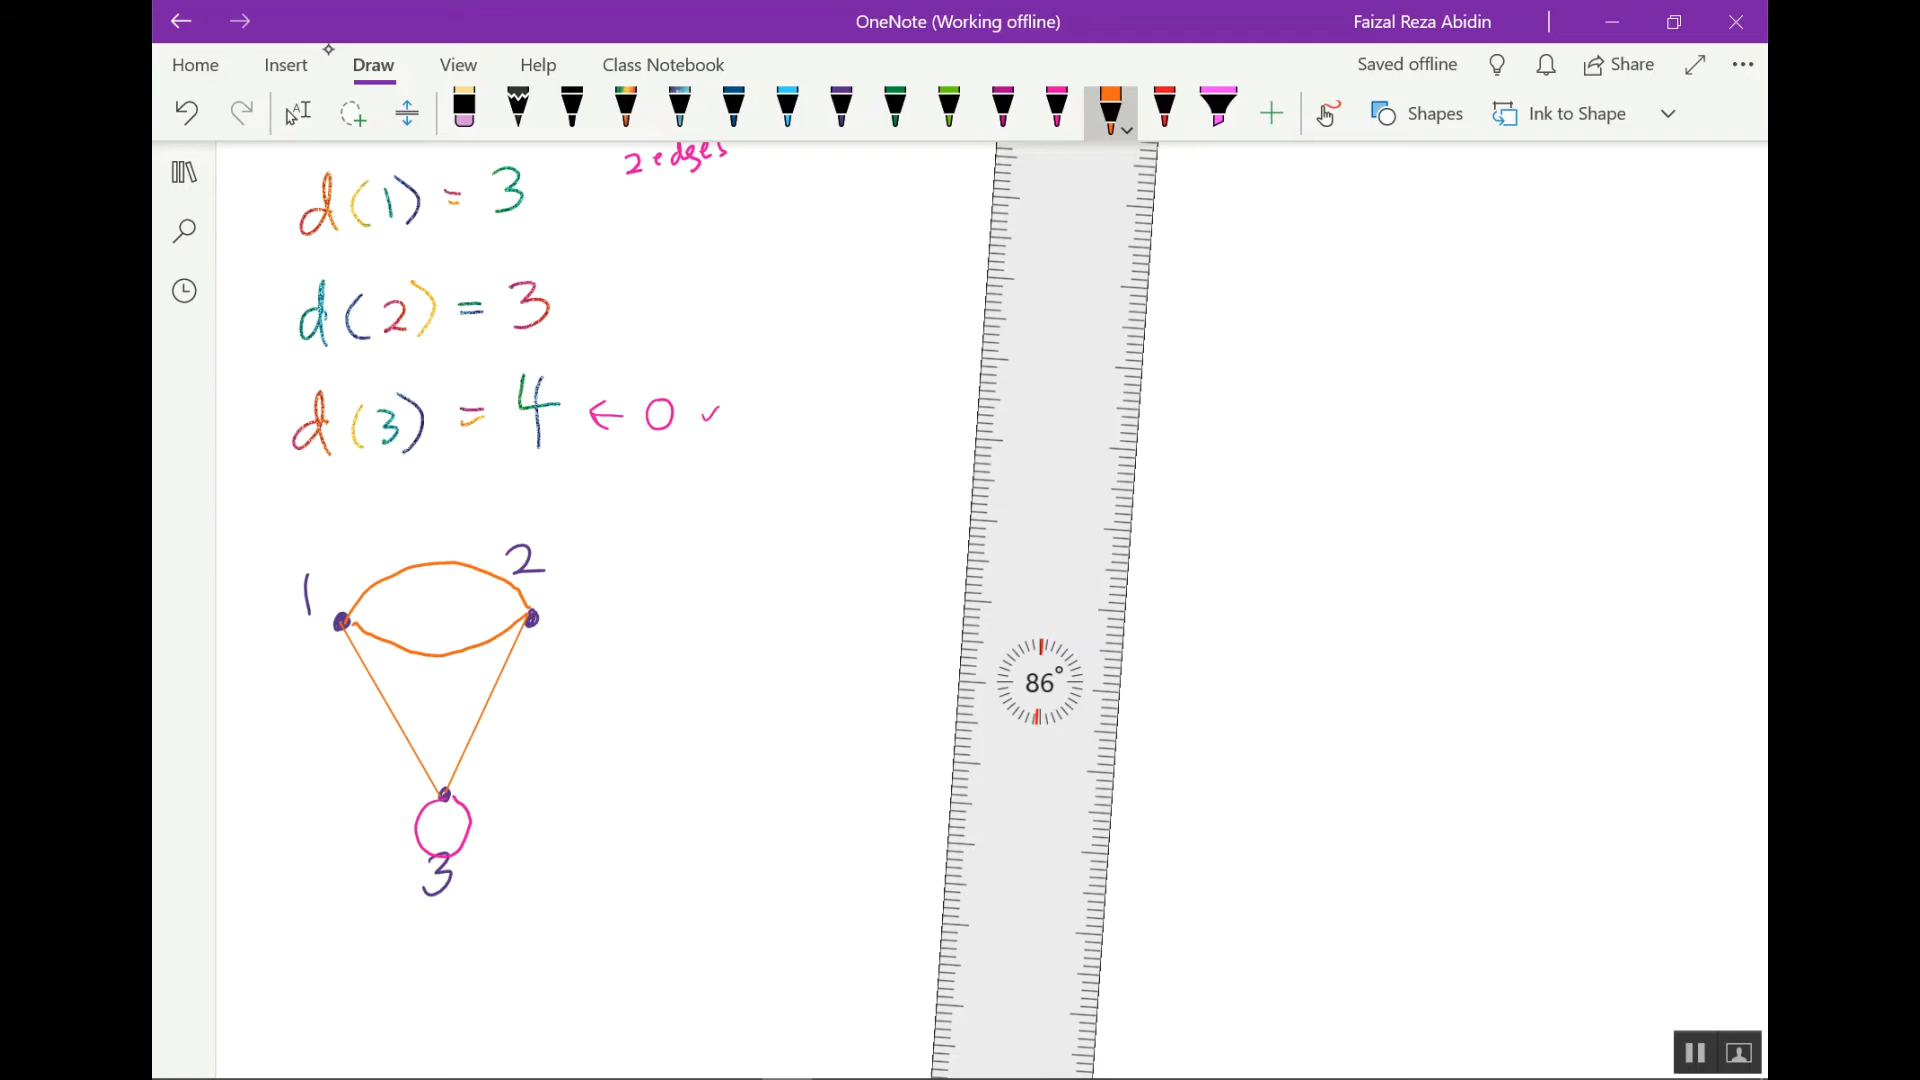 OneNote (Working offline)
Faizal Reza Abidin
Home Insert Draw View Help Class Notebook
Saved offline
Share
Shapes
Ink to Shape
2 edges
d(1) = 3
d(2) = 3
d(3) = 4 ← 0 ✓
1
2
3
86°